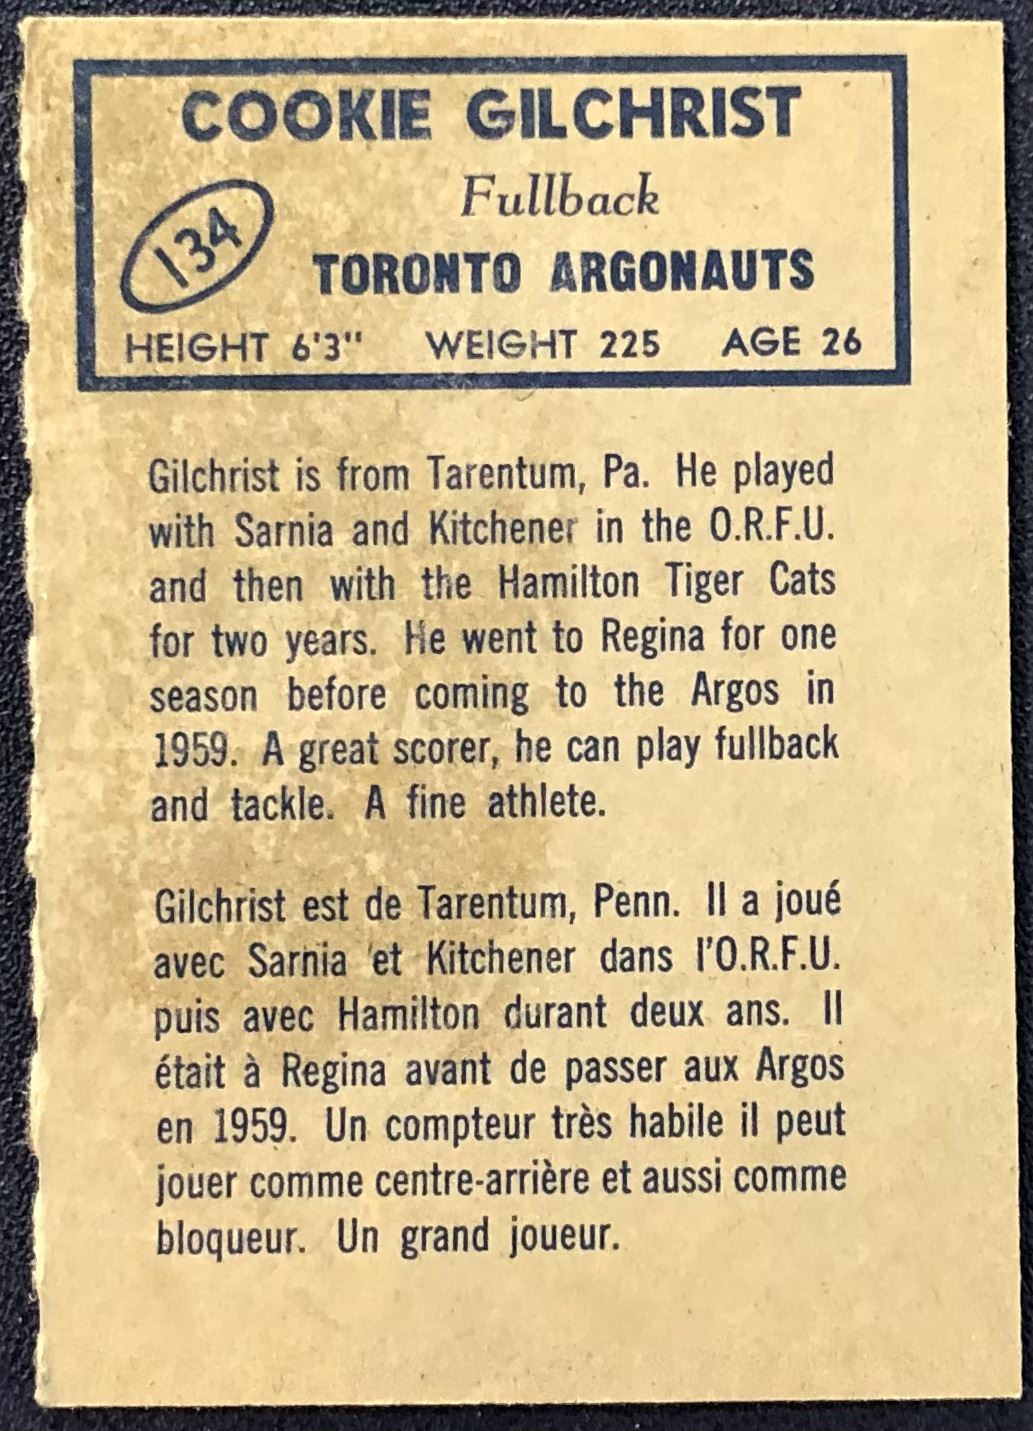 COOKIE GILCHRIST
Fullback
134
TORONTO ARGONAUTS
HEIGHT 6'3" WEIGHT 225 AGE 26
Gilchrist is from Tarentum, Pa. He played
with Sarnia and Kitchener in the O.R.F.U.
and then with the Hamilton Tiger Cats
for two years. He went to Regina for one
season before coming to the Argos in
1959. A great scorer, he can play fullback
and tackle. A fine athlete.
Gilchrist est de Tarentum, Penn. Il a joué
avec Sarnia et Kitchener dans l'O.R.F.U.
puis avec Hamilton durant deux ans. Il
était à Regina avant de passer aux Argos
en 1959. Un compteur très habile il peut
jouer comme centre-arrière et aussi comme
bloqueur. Un grand joueur.